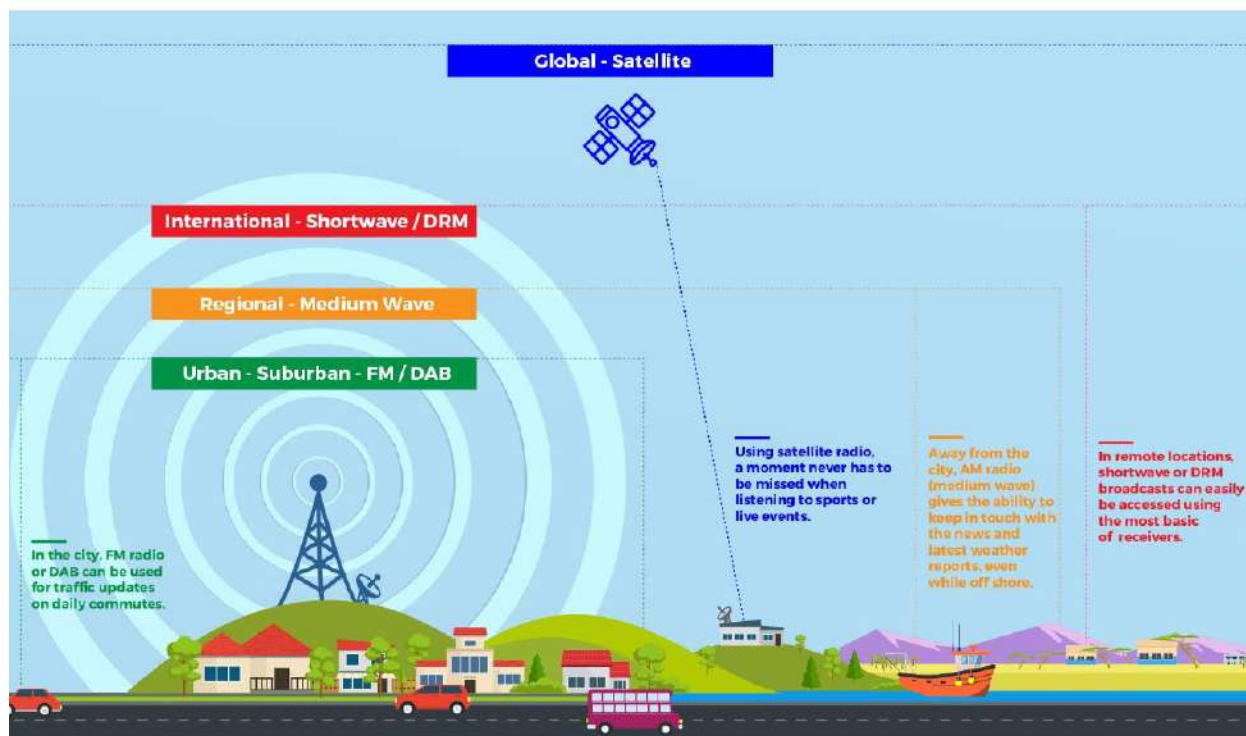 Global - Satellite
International - Shortwave / DRM
Regional - Medium Wave
Urban - Suburban - FM / DAB
In the city, FM radio
or DAB can be used
for traffic updates
on daily commutes.
Using satellite radio,
a moment never has to
be missed when
listening to sports or
live events.
Away from the
city, AM radio
(medium wave)
gives the ability to
keep in touch with
the news and
latest weather
reports, even
while off shore.
In remote locations,
shortwave or DRM
broadcasts can easily
be accessed using
the most basic
of receivers.